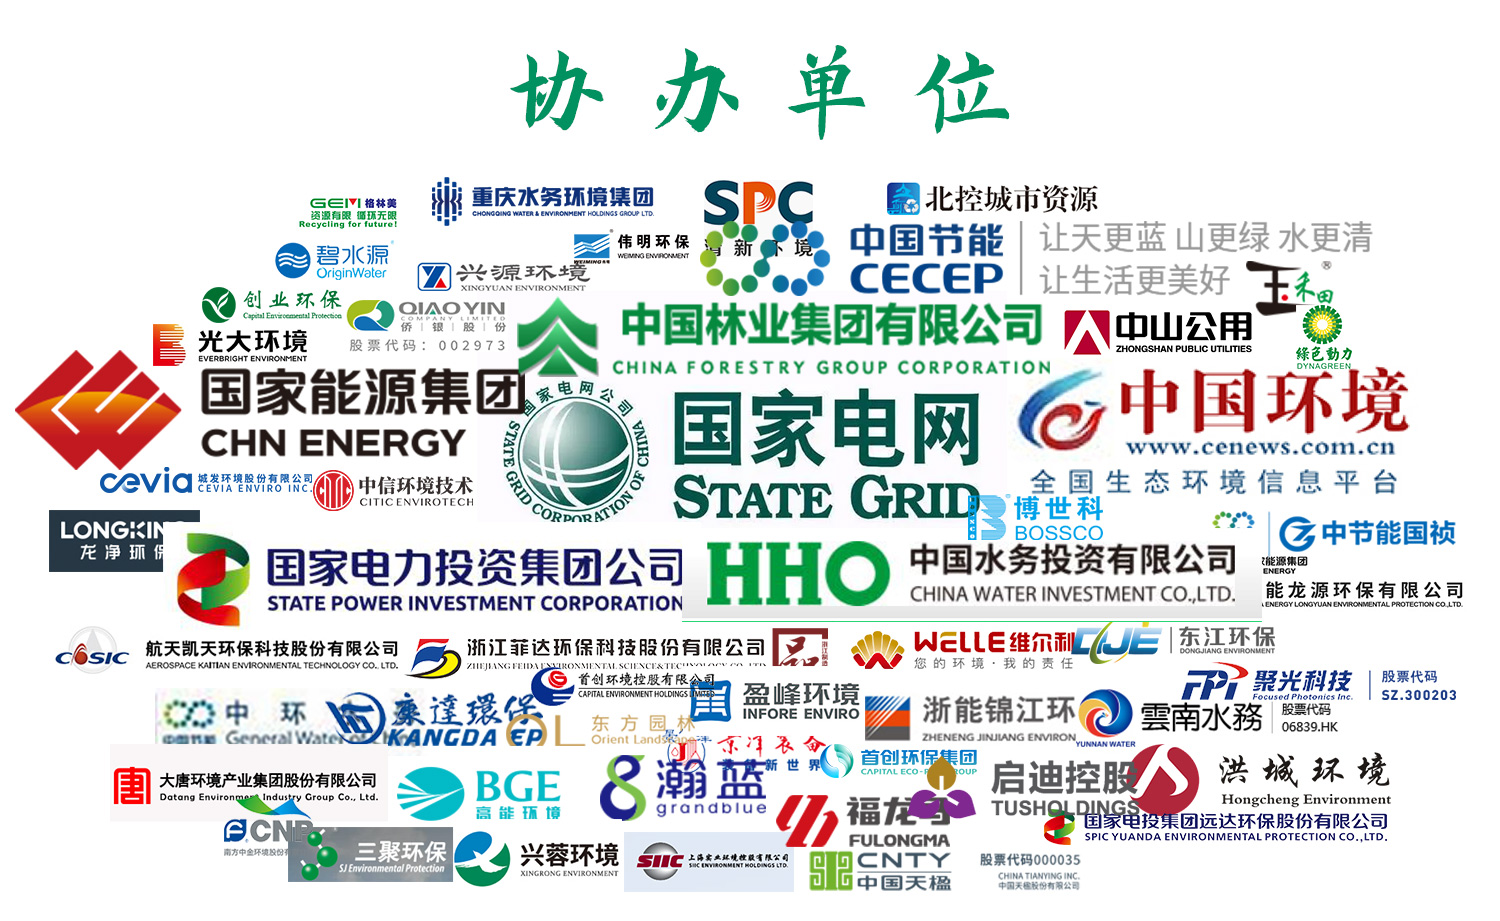 协办单位
GEM 格林美
资源有限 循环无限
Recycling for future!
重庆水务环境集团
CHONGQING WATER & ENVIRONMENT HOLDINGS GROUP LTD.
SPC
清新环境
北控城市资源
碧水源
OriginWater
伟明环保
WEIMING ENVIRONMENT
兴源环境
XINGYUAN ENVIRONMENT
中国节能
CECEP
让天更蓝 山更绿 水更清
让生活更美好
玉禾田
创业环保
Capital Environmental Protection
QIAOYIN
COMPANY LIMITED
侨银股份
股票代码：002973
中国林业集团有限公司
CHINA FORESTRY GROUP CORPORATION
中山公用
ZHONGSHAN PUBLIC UTILITIES
绿色動力
DYNAGREEN
光大环境
EVERBRIGHT ENVIRONMENT
国家能源集团
CHN ENERGY
国家电网公司
STATE GRID CORPORATION OF CHINA
国家电网
STATE GRID
中国环境
www.cenews.com.cn
全国生态环境信息平台
cevia 城发环境股份有限公司
CEVIA ENVIRO INC.
中信环境技术
CITIC ENVIROTECH
LONGKING
龙净环保
博世科
BOSSCO
中节能国祯
国家电力投资集团公司
STATE POWER INVESTMENT CORPORATION
HHO
中国水务投资有限公司
CHINA WATER INVESTMENT CO.,LTD.
能源集团
ENERGY
能龙源环保有限公司
ENERGY LONGYUAN ENVIRONMENTAL PROTECTION CO.,LTD.
CASIC
航天凯天环保科技股份有限公司
AEROSPACE KAITIAN ENVIRONMENTAL TECHNOLOGY CO., LTD.
浙江菲达环保科技股份有限公司
ZHEJIANG FEIDA ENVIRONMENTAL SCIENCE & TECHNOLOGY CO., LTD
WELLE 维尔利
您的环境·我的责任
DJE
东江环保
DONGJIANG ENVIRONMENT
首创环境控股有限公司
CAPITAL ENVIRONMENT HOLDINGS LIMITED
盈峰环境
INFORE ENVIRO
FPI 聚光科技
Focused Photonics Inc.
股票代码
SZ.300203
中环
中国节能
General Water of
康達環保
KANGDA EP
OL
东方园林
Orient Landscape
浙能锦江环
ZHENENG JINJIANG ENVIRON
雲南水務
YUNNAN WATER
股票代码
06839.HK
新世界
首创环保集团
CAPITAL ECO-PRO GROUP
唐
大唐环境产业集团股份有限公司
Datang Environment Industry Group Co., Ltd.
BGE
高能环境
瀚蓝
grandblue
启迪控股
TUSHOLDINGS
洪城环境
Hongcheng Environment
福龙马
FULONGMA
国家电投集团远达环保股份有限公司
SPIC YUANDA ENVIRONMENTAL PROTECTION CO.,LTD.
CNP
南方中金环境股份有
三聚环保
SJ Environmental Protection
兴蓉环境
XINGRONG ENVIRONMENT
SIIC
上海实业环境控股有限公司
SIIC ENVIRONMENT HOLDINGS LTD.
CNTY
中国天楹
股票代码000035
CHINA TIANYING INC.
中国天楹股份有限公司